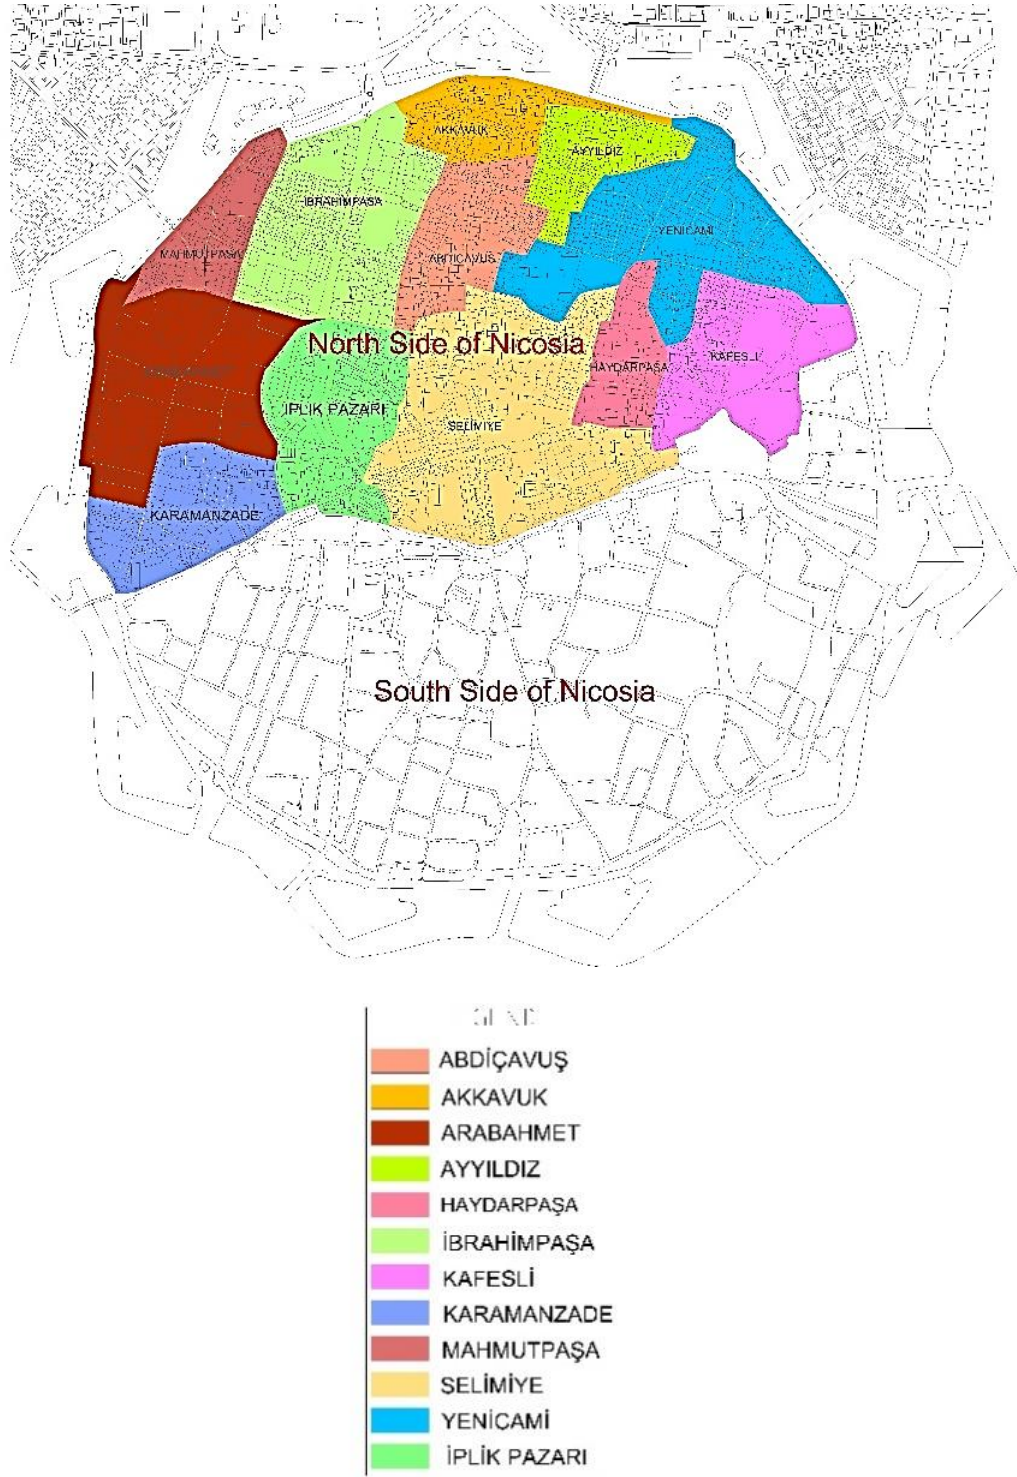 AKKAVUK
AYYILDIZ
İBRAHİMPAŞA
YENİCAMİ
MAHMUTPAŞA
ABDİÇAVUŞ
North Side of Nicosia
KAFESLİ
HAYDARPAŞA
İPLİK PAZARI
SELİMİYE
KARAMANZADE
South Side of Nicosia
ABDİÇAVUŞ
AKKAVUK
ARABAHMET
AYYILDIZ
HAYDARPAŞA
İBRAHİMPAŞA
KAFESLİ
KARAMANZADE
MAHMUTPAŞA
SELİMİYE
YENİCAMİ
İPLİK PAZARI